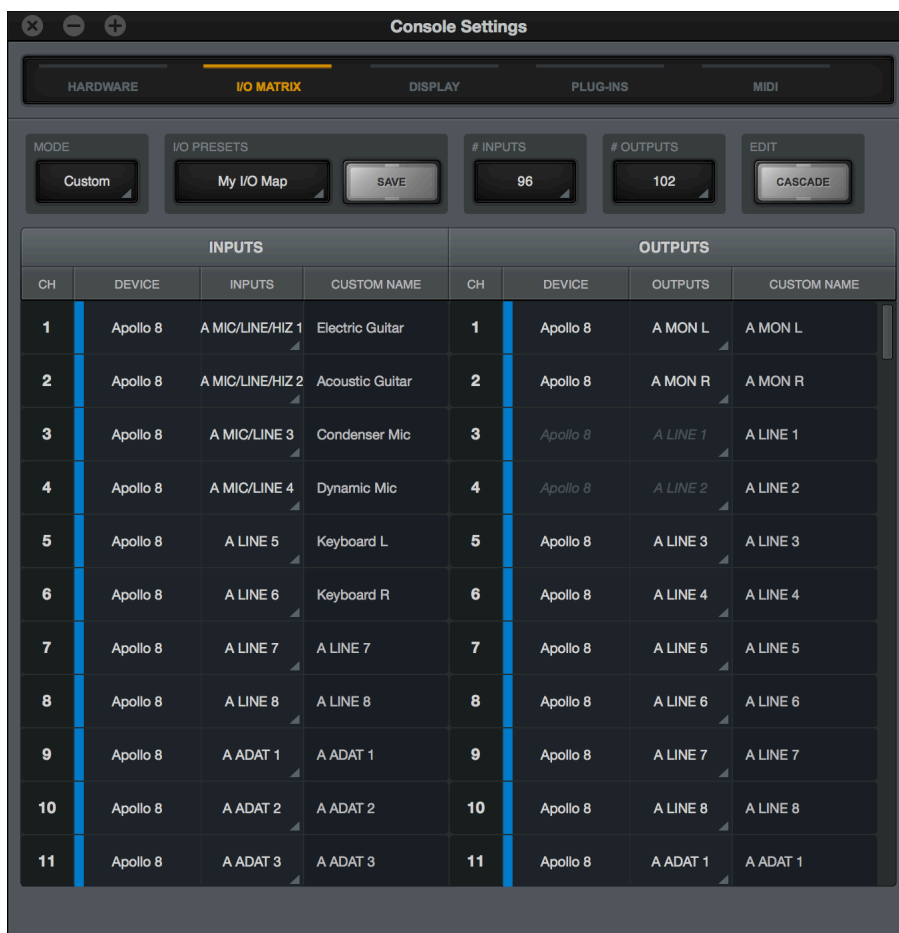 Console Settings
HARDWARE I/O MATRIX DISPLAY PLUG-INS MIDI
MODE I/O PRESETS # INPUTS # OUTPUTS EDIT
Custom My I/O Map SAVE 96 102 CASCADE
INPUTS OUTPUTS
CH DEVICE INPUTS CUSTOM NAME CH DEVICE OUTPUTS CUSTOM NAME
1 Apollo 8 A MIC/LINE/HIZ 1 Electric Guitar 1 Apollo 8 A MON L A MON L
2 Apollo 8 A MIC/LINE/HIZ 2 Acoustic Guitar 2 Apollo 8 A MON R A MON R
3 Apollo 8 A MIC/LINE 3 Condenser Mic 3 Apollo 8 A LINE 1 A LINE 1
4 Apollo 8 A MIC/LINE 4 Dynamic Mic 4 Apollo 8 A LINE 2 A LINE 2
5 Apollo 8 A LINE 5 Keyboard L 5 Apollo 8 A LINE 3 A LINE 3
6 Apollo 8 A LINE 6 Keyboard R 6 Apollo 8 A LINE 4 A LINE 4
7 Apollo 8 A LINE 7 A LINE 7 7 Apollo 8 A LINE 5 A LINE 5
8 Apollo 8 A LINE 8 A LINE 8 8 Apollo 8 A LINE 6 A LINE 6
9 Apollo 8 A ADAT 1 A ADAT 1 9 Apollo 8 A LINE 7 A LINE 7
10 Apollo 8 A ADAT 2 A ADAT 2 10 Apollo 8 A LINE 8 A LINE 8
11 Apollo 8 A ADAT 3 A ADAT 3 11 Apollo 8 A ADAT 1 A ADAT 1